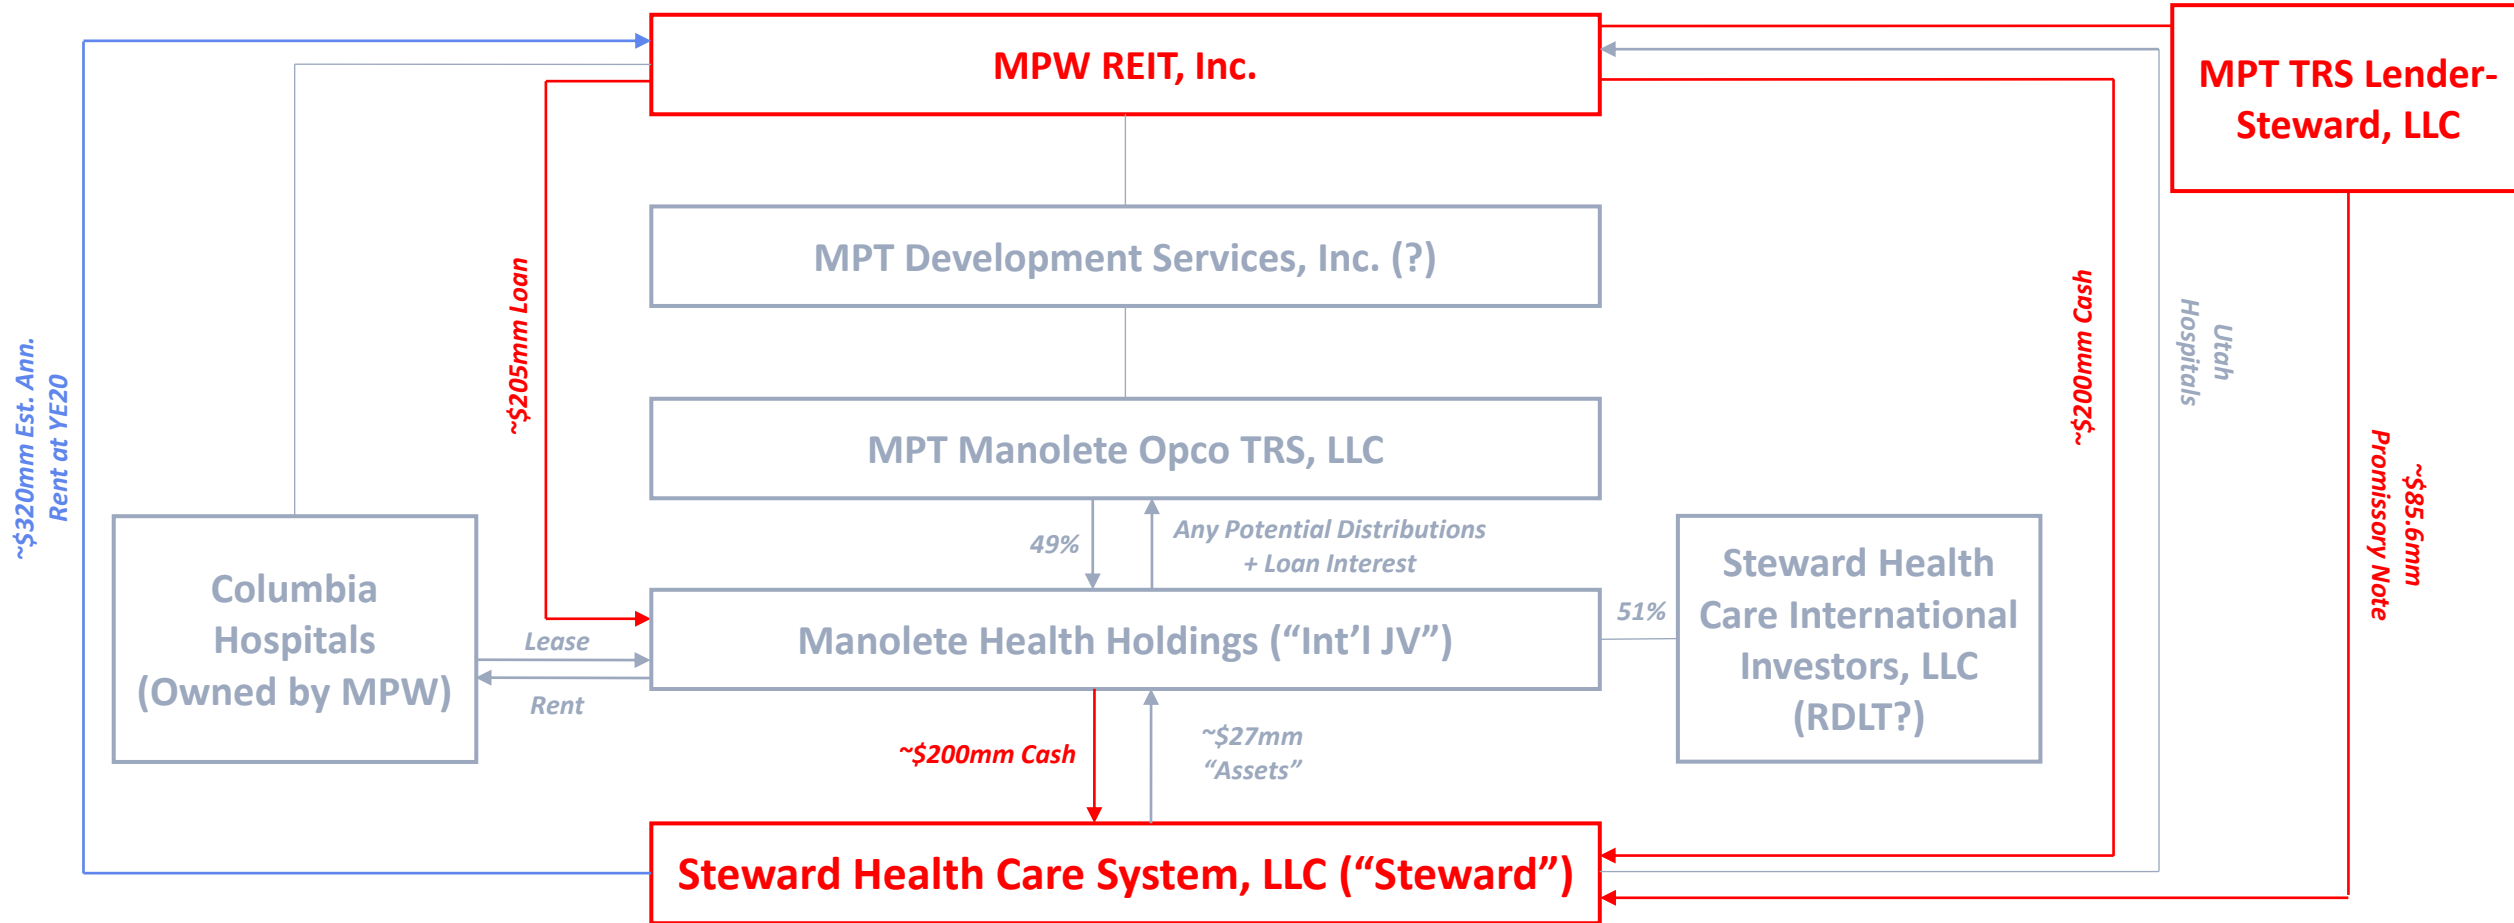 MPW REIT, Inc.
MPT TRS Lender-
Steward, LLC
MPT Development Services, Inc. (?)
~$205mm Loan
~$200mm Cash
Utah
Hospitals
~$320mm Est. Ann.
Rent at YE20
MPT Manolete Opco TRS, LLC
~$85.6mm
Promissory Note
49%
Any Potential Distributions
+ Loan Interest
Columbia
Hospitals
(Owned by MPW)
Lease
Rent
Manolete Health Holdings (“Int’l JV”)
51%
Steward Health
Care International
Investors, LLC
(RDLT?)
~$200mm Cash
~$27mm
“Assets”
Steward Health Care System, LLC (“Steward”)